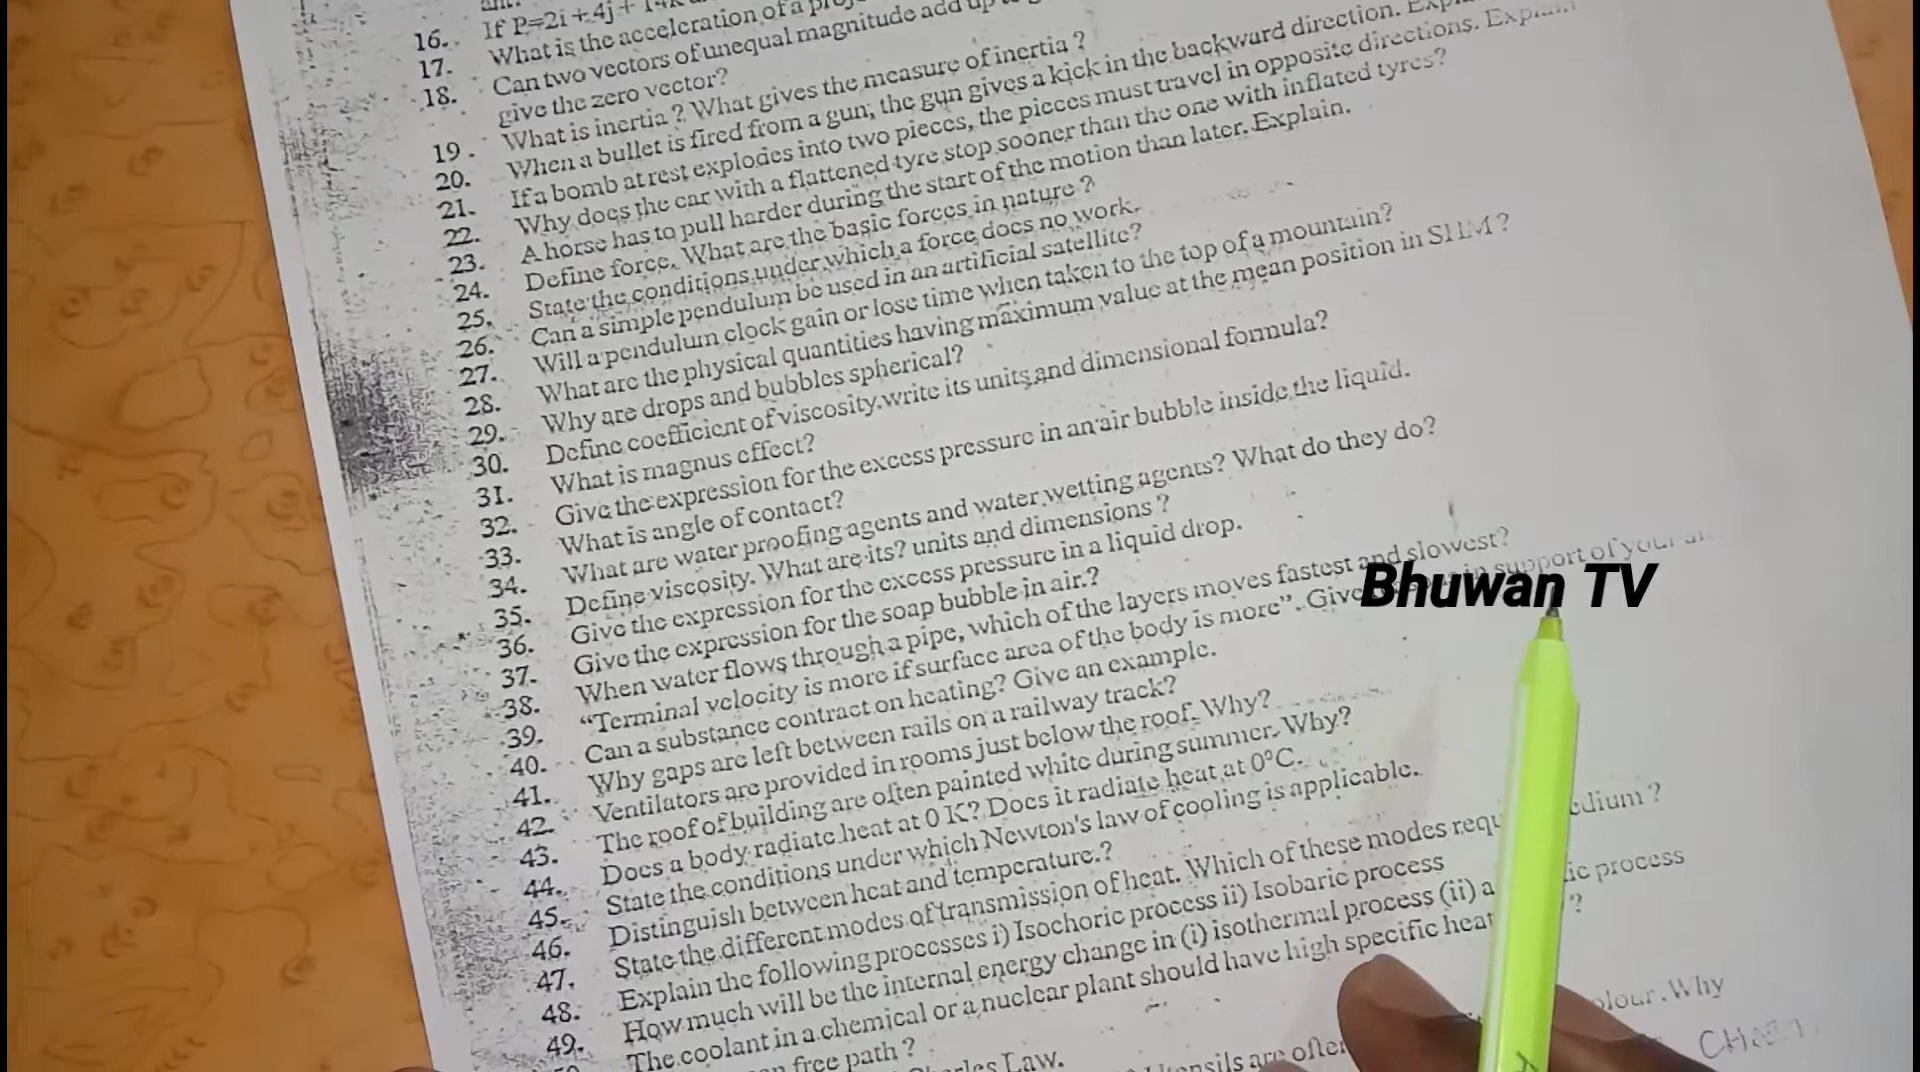 16. If P=2i+4j+14k
17. What is the acceleration of a
18. Can two vectors of unequal magnitude add up to
give the zero vector?
19. What is inertia ? What gives the measure of inertia ?
20. When a bullet is fired from a gun, the gun gives a kick in the backward direction.
21. If a bomb at rest explodes into two pieces, the pieces must travel in opposite directions. Explain
22. Why does the car with a flattened tyre stop sooner than the one with inflated tyres?
23. A horse has to pull harder during the start of the motion than later. Explain.
24. Define force. What are the basic forces in nature ?
25. State the conditions under which a force does no work.
26. Can a simple pendulum be used in an artificial satellite?
27. Will a pendulum clock gain or lose time when taken to the top of a mountain?
28. What are the physical quantities having maximum value at the mean position in SHM ?
29. Why are drops and bubbles spherical?
30. Define coefficient of viscosity.write its units and dimensional formula?
31. What is magnus effect?
32. Give the expression for the excess pressure in an air bubble inside the liquid.
33. What is angle of contact?
34. What are water proofing agents and water wetting agents? What do they do?
35. Define viscosity. What are its? units and dimensions ?
36. Give the expression for the excess pressure in a liquid drop.
37. Give the expression for the soap bubble in air.?
38. When water flows through a pipe, which of the layers moves fastest and slowest?
39. “Terminal velocity is more if surface area of the body is more”. Give in support of your
40. Can a substance contract on heating? Give an example.
41. Why gaps are left between rails on a railway track?
42. Ventilators are provided in rooms just below the roof. Why?
43. The roof of building are often painted white during summer. Why?
44. Does a body radiate heat at 0 K? Does it radiate heat at 0°C.
45. State the conditions under which Newton's law of cooling is applicable.
46. Distinguish between heat and temperature.?
47. State the different modes of transmission of heat. Which of these modes requ edium ?
48. Explain the following processes i) Isochoric process ii) Isobaric process
49. How much will be the internal energy change in (i) isothermal process (ii) a ic process
The coolant in a chemical or a nuclear plant should have high specific heat ?
free path ?
Charles Law.
Utensils are often colour .Why
Bhuwan TV